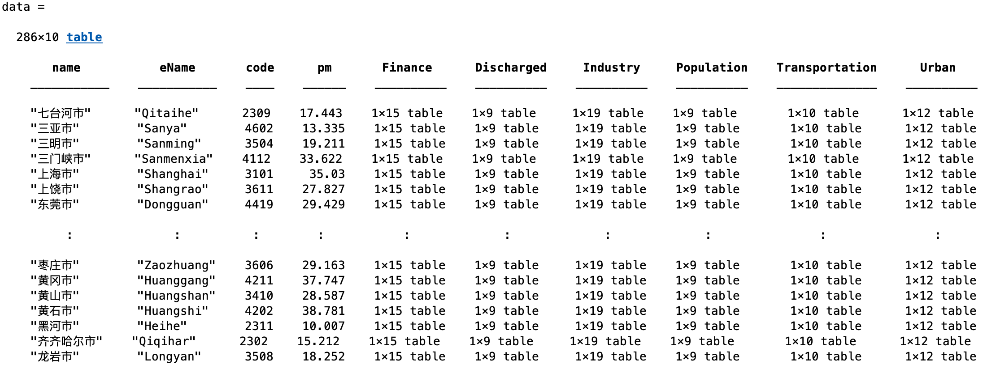 data =
286×10 table
name eName code pm Finance Discharged Industry Population Transportation Urban
"七台河市" "Qitaihe" 2309 17.443 1×15 table 1×9 table 1×19 table 1×9 table 1×10 table 1×12 table
"三亚市" "Sanya" 4602 13.335 1×15 table 1×9 table 1×19 table 1×9 table 1×10 table 1×12 table
"三明市" "Sanming" 3504 19.211 1×15 table 1×9 table 1×19 table 1×9 table 1×10 table 1×12 table
"三门峡市" "Sanmenxia" 4112 33.622 1×15 table 1×9 table 1×19 table 1×9 table 1×10 table 1×12 table
"上海市" "Shanghai" 3101 35.03 1×15 table 1×9 table 1×19 table 1×9 table 1×10 table 1×12 table
"上饶市" "Shangrao" 3611 27.827 1×15 table 1×9 table 1×19 table 1×9 table 1×10 table 1×12 table
"东莞市" "Dongguan" 4419 29.429 1×15 table 1×9 table 1×19 table 1×9 table 1×10 table 1×12 table
: : : : : : : : : :
"枣庄市" "Zaozhuang" 3606 29.163 1×15 table 1×9 table 1×19 table 1×9 table 1×10 table 1×12 table
"黄冈市" "Huanggang" 4211 37.747 1×15 table 1×9 table 1×19 table 1×9 table 1×10 table 1×12 table
"黄山市" "Huangshan" 3410 28.587 1×15 table 1×9 table 1×19 table 1×9 table 1×10 table 1×12 table
"黄石市" "Huangshi" 4202 38.781 1×15 table 1×9 table 1×19 table 1×9 table 1×10 table 1×12 table
"黑河市" "Heihe" 2311 10.007 1×15 table 1×9 table 1×19 table 1×9 table 1×10 table 1×12 table
"齐齐哈尔市" "Qiqihar" 2302 15.212 1×15 table 1×9 table 1×19 table 1×9 table 1×10 table 1×12 table
"龙岩市" "Longyan" 3508 18.252 1×15 table 1×9 table 1×19 table 1×9 table 1×10 table 1×12 table